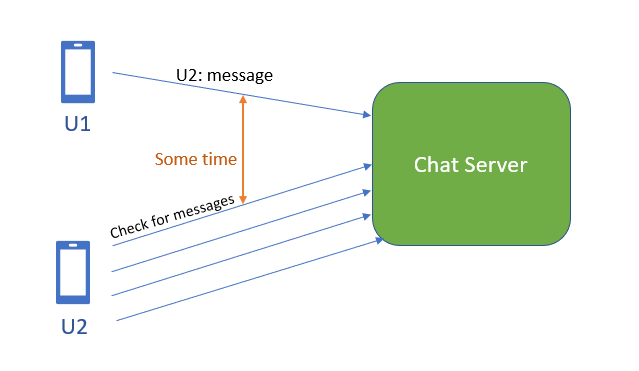 U2: message
U1
Some time
Chat Server
Check for messages
U2